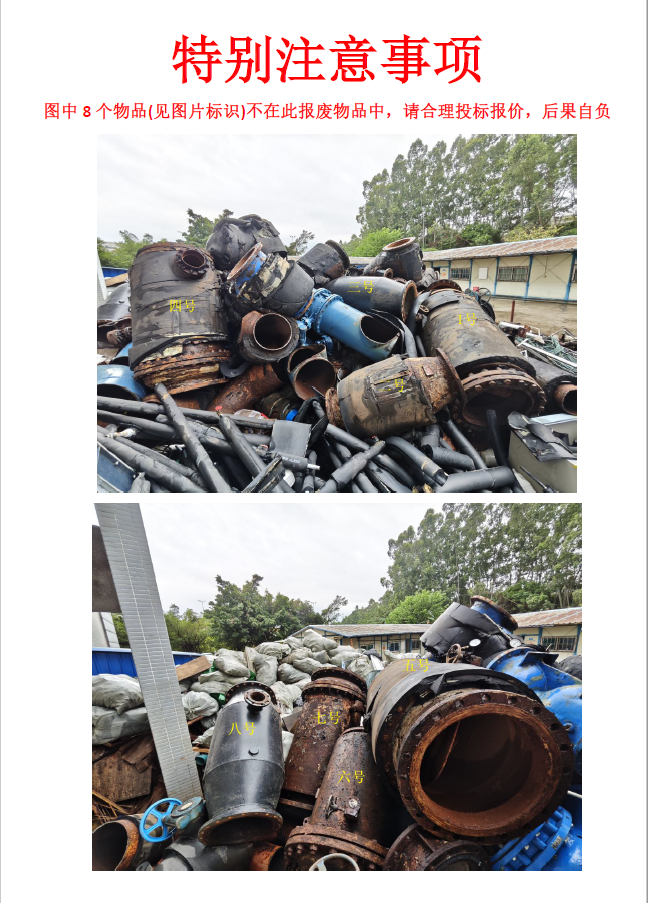 特别注意事项
图中 8 个物品(见图片标识)不在此报废物品中，请合理投标报价，后果自负
四号
三号
一号
二号
五号
八号
七号
六号